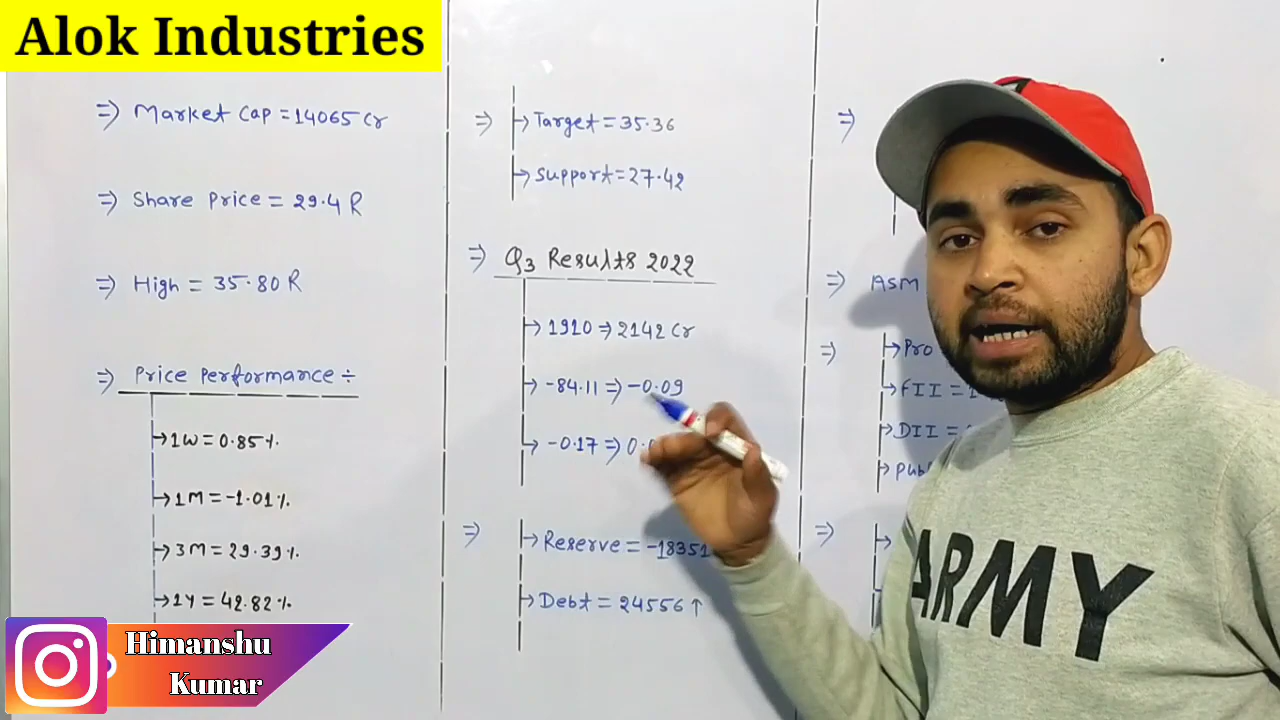 Alok Industries
=> Market Cap = 14065 Cr
=> Share Price = 29.4 R
=> High = 35.80 R
=> Price Performance ÷
→ 1W = 0.85%.
→ 1M = -1.01%.
→ 3M = 29.39%.
→ 1Y = 42.82%.
Himanshu
Kumar
=> → Target = 35.36
→ Support = 27.42
=> Q3 Results 2022
→ 1910 => 2142 Cr
→ -84.11 => -0.09
→ -0.17 =>
=> → Reserve = -18351
→ Debt = 24556 ↑
=>
=> ASM
=> → Pro
→ FII =
→ DII =
→ Publ
=> →
ARMY